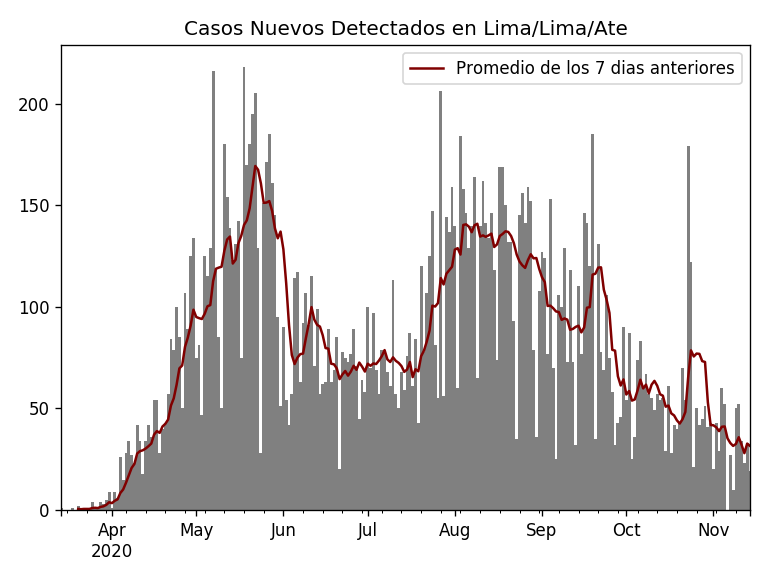 Casos Nuevos Detectados en Lima/Lima/Ate
Promedio de los 7 dias anteriores
200
150
100
50
0
Apr May Jun Jul Aug Sep Oct Nov
2020